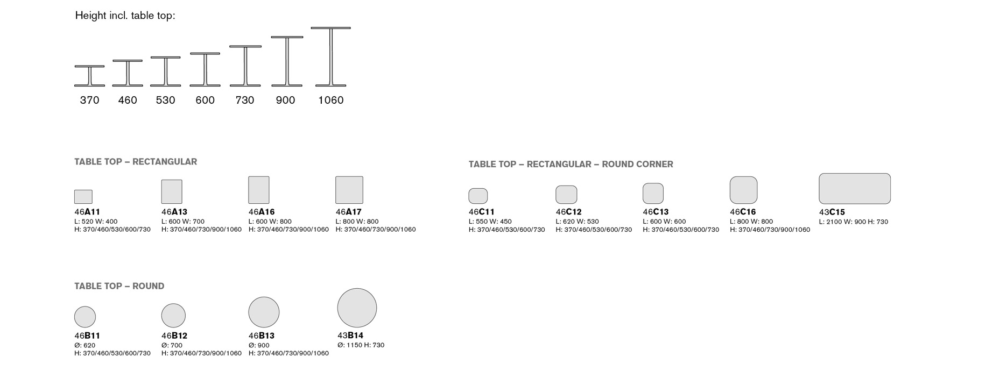 Height incl. table top:
370 460 530 600 730 900 1060
TABLE TOP – RECTANGULAR
46A11
L: 520 W: 400
H: 370/460/530/600/730
46A13
L: 600 W: 700
H: 370/460/730/900/1060
46A16
L: 600 W: 800
H: 370/460/730/900/1060
46A17
L: 800 W: 800
H: 370/460/730/900/1060
TABLE TOP – RECTANGULAR – ROUND CORNER
46C11
L: 550 W: 450
H: 370/460/530/600/730
46C12
L: 620 W: 530
H: 370/460/530/600/730
46C13
L: 600 W: 600
H: 370/460/530/600/730
46C16
L: 800 W: 800
H: 370/460/730/900/1060
43C15
L: 2100 W: 900 H: 730
TABLE TOP – ROUND
46B11
Ø: 620
H: 370/460/530/600/730
46B12
Ø: 700
H: 370/460/730/900/1060
46B13
Ø: 900
H: 370/460/730/900/1060
43B14
Ø: 1150 H: 730